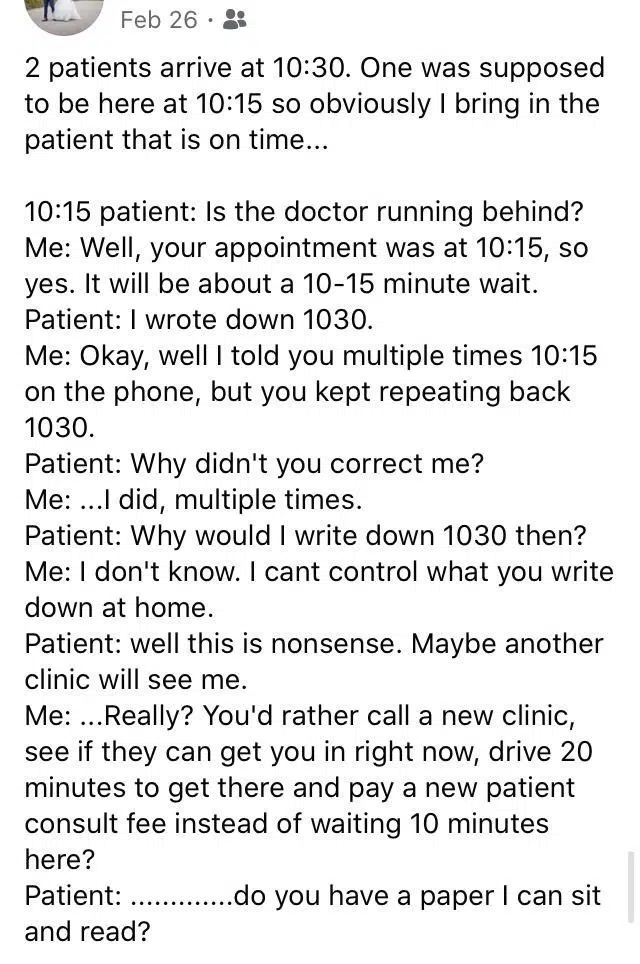 Feb 26 ·
2 patients arrive at 10:30. One was supposed
to be here at 10:15 so obviously I bring in the
patient that is on time...
10:15 patient: Is the doctor running behind?
Me: Well, your appointment was at 10:15, so
yes. It will be about a 10-15 minute wait.
Patient: I wrote down 1030.
Me: Okay, well I told you multiple times 10:15
on the phone, but you kept repeating back
1030.
Patient: Why didn't you correct me?
Me: ...I did, multiple times.
Patient: Why would I write down 1030 then?
Me: I don't know. I cant control what you write
down at home.
Patient: well this is nonsense. Maybe another
clinic will see me.
Me: ...Really? You'd rather call a new clinic,
see if they can get you in right now, drive 20
minutes to get there and pay a new patient
consult fee instead of waiting 10 minutes
here?
Patient: .............do you have a paper I can sit
and read?